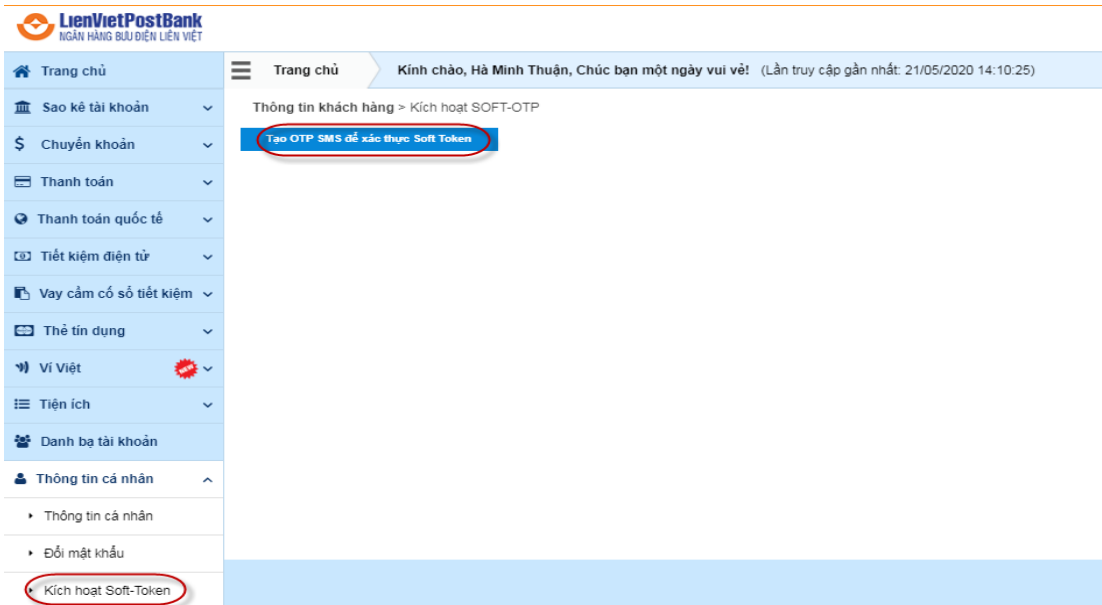 LienVietPostBank
NGÂN HÀNG BƯU ĐIỆN LIÊN VIỆT
Trang chủ
Sao kê tài khoản
Chuyển khoản
Thanh toán
Thanh toán quốc tế
Tiết kiệm điện tử
Vay cầm cố sổ tiết kiệm
Thẻ tín dụng
Ví Việt
NEW
Tiện ích
Danh bạ tài khoản
Thông tin cá nhân
Thông tin cá nhân
Đổi mật khẩu
Kích hoạt Soft-Token
Trang chủ
Kính chào, Hà Minh Thuận, Chúc bạn một ngày vui vẻ! (Lần truy cập gần nhất: 21/05/2020 14:10:25)
Thông tin khách hàng > Kích hoạt SOFT-OTP
Tạo OTP SMS để xác thực Soft Token